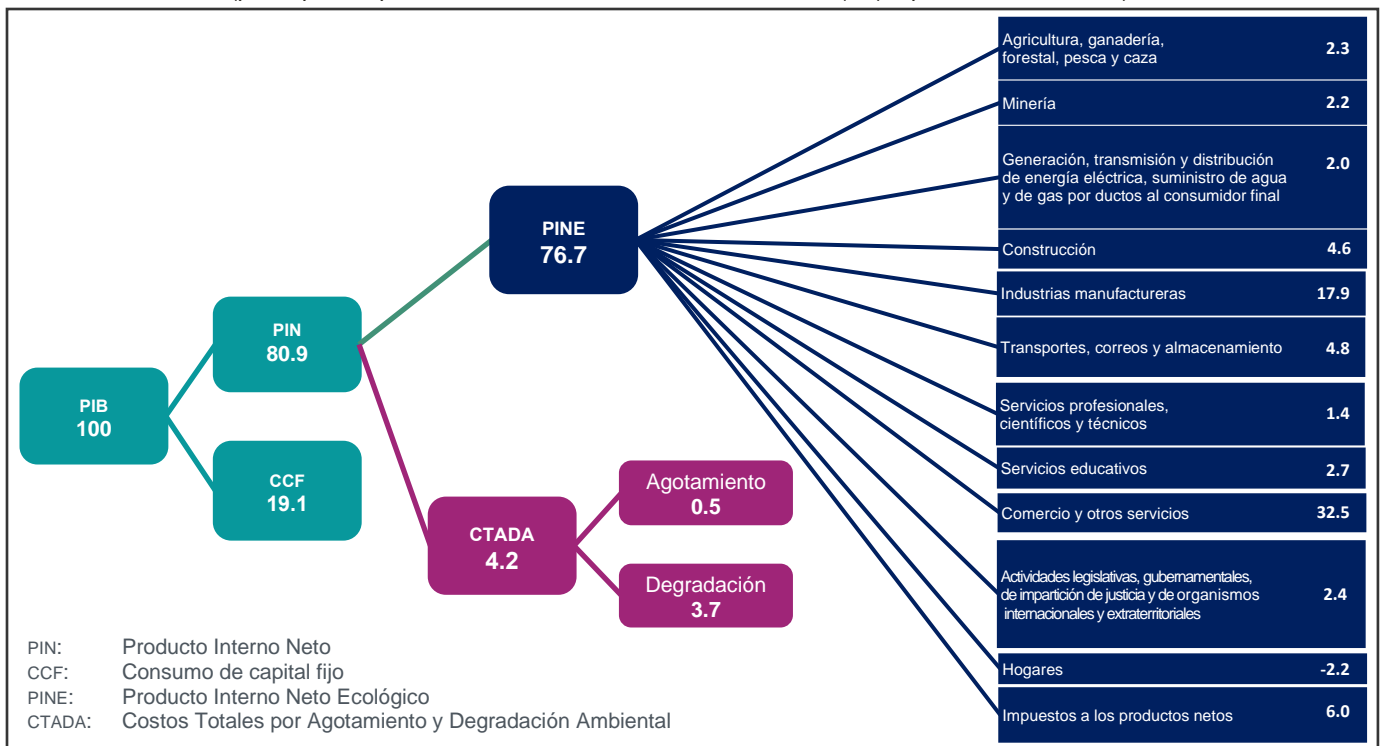 PIB
100
PIN
80.9
CCF
19.1
PINE
76.7
CTADA
4.2
Agotamiento
0.5
Degradación
3.7
Agricultura, ganadería,
forestal, pesca y caza 2.3
Minería 2.2
Generación, transmisión y distribución
de energía eléctrica, suministro de agua
y de gas por ductos al consumidor final 2.0
Construcción 4.6
Industrias manufactureras 17.9
Transportes, correos y almacenamiento 4.8
Servicios profesionales,
científicos y técnicos 1.4
Servicios educativos 2.7
Comercio y otros servicios 32.5
Actividades legislativas, gubernamentales,
de impartición de justicia y de organismos
internacionales y extraterritoriales 2.4
Hogares -2.2
Impuestos a los productos netos 6.0
PIN: Producto Interno Neto
CCF: Consumo de capital fijo
PINE: Producto Interno Neto Ecológico
CTADA: Costos Totales por Agotamiento y Degradación Ambiental